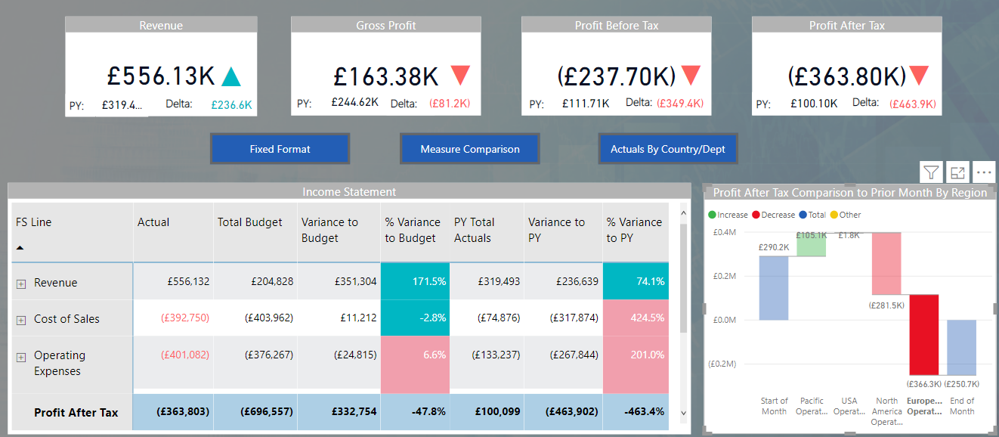 Revenue
£556.13K
PY: £319.4... Delta: £236.6K
Gross Profit
£163.38K
PY: £244.62K Delta: (£81.2K)
Profit Before Tax
(£237.70K)
PY: £111.71K Delta: (£349.4K)
Profit After Tax
(£363.80K)
PY: £100.10K Delta: (£463.9K)
Fixed Format
Measure Comparison
Actuals By Country/Dept
Income Statement
FS Line Actual Total Budget Variance to Budget % Variance to Budget PY Total Actuals Variance to PY % Variance to PY
Revenue £556,132 £204,828 £351,304 171.5% £319,493 £236,639 74.1%
Cost of Sales (£392,750) (£403,962) £11,212 -2.8% (£74,876) (£317,874) 424.5%
Operating Expenses (£401,082) (£376,267) (£24,815) 6.6% (£133,237) (£267,844) 201.0%
Profit After Tax (£363,803) (£696,557) £332,754 -47.8% £100,099 (£463,902) -463.4%
Profit After Tax Comparison to Prior Month By Region
Increase Decrease Total Other
£0.4M
£0.2M
£0.0M
(£0.2M)
£290.2K
£105.1K
£1.8K
(£281.5K)
(£366.3K)
(£250.7K)
Start of Month
Pacific Operat...
USA Operat...
North America Operat...
Europe... Operat...
End of Month